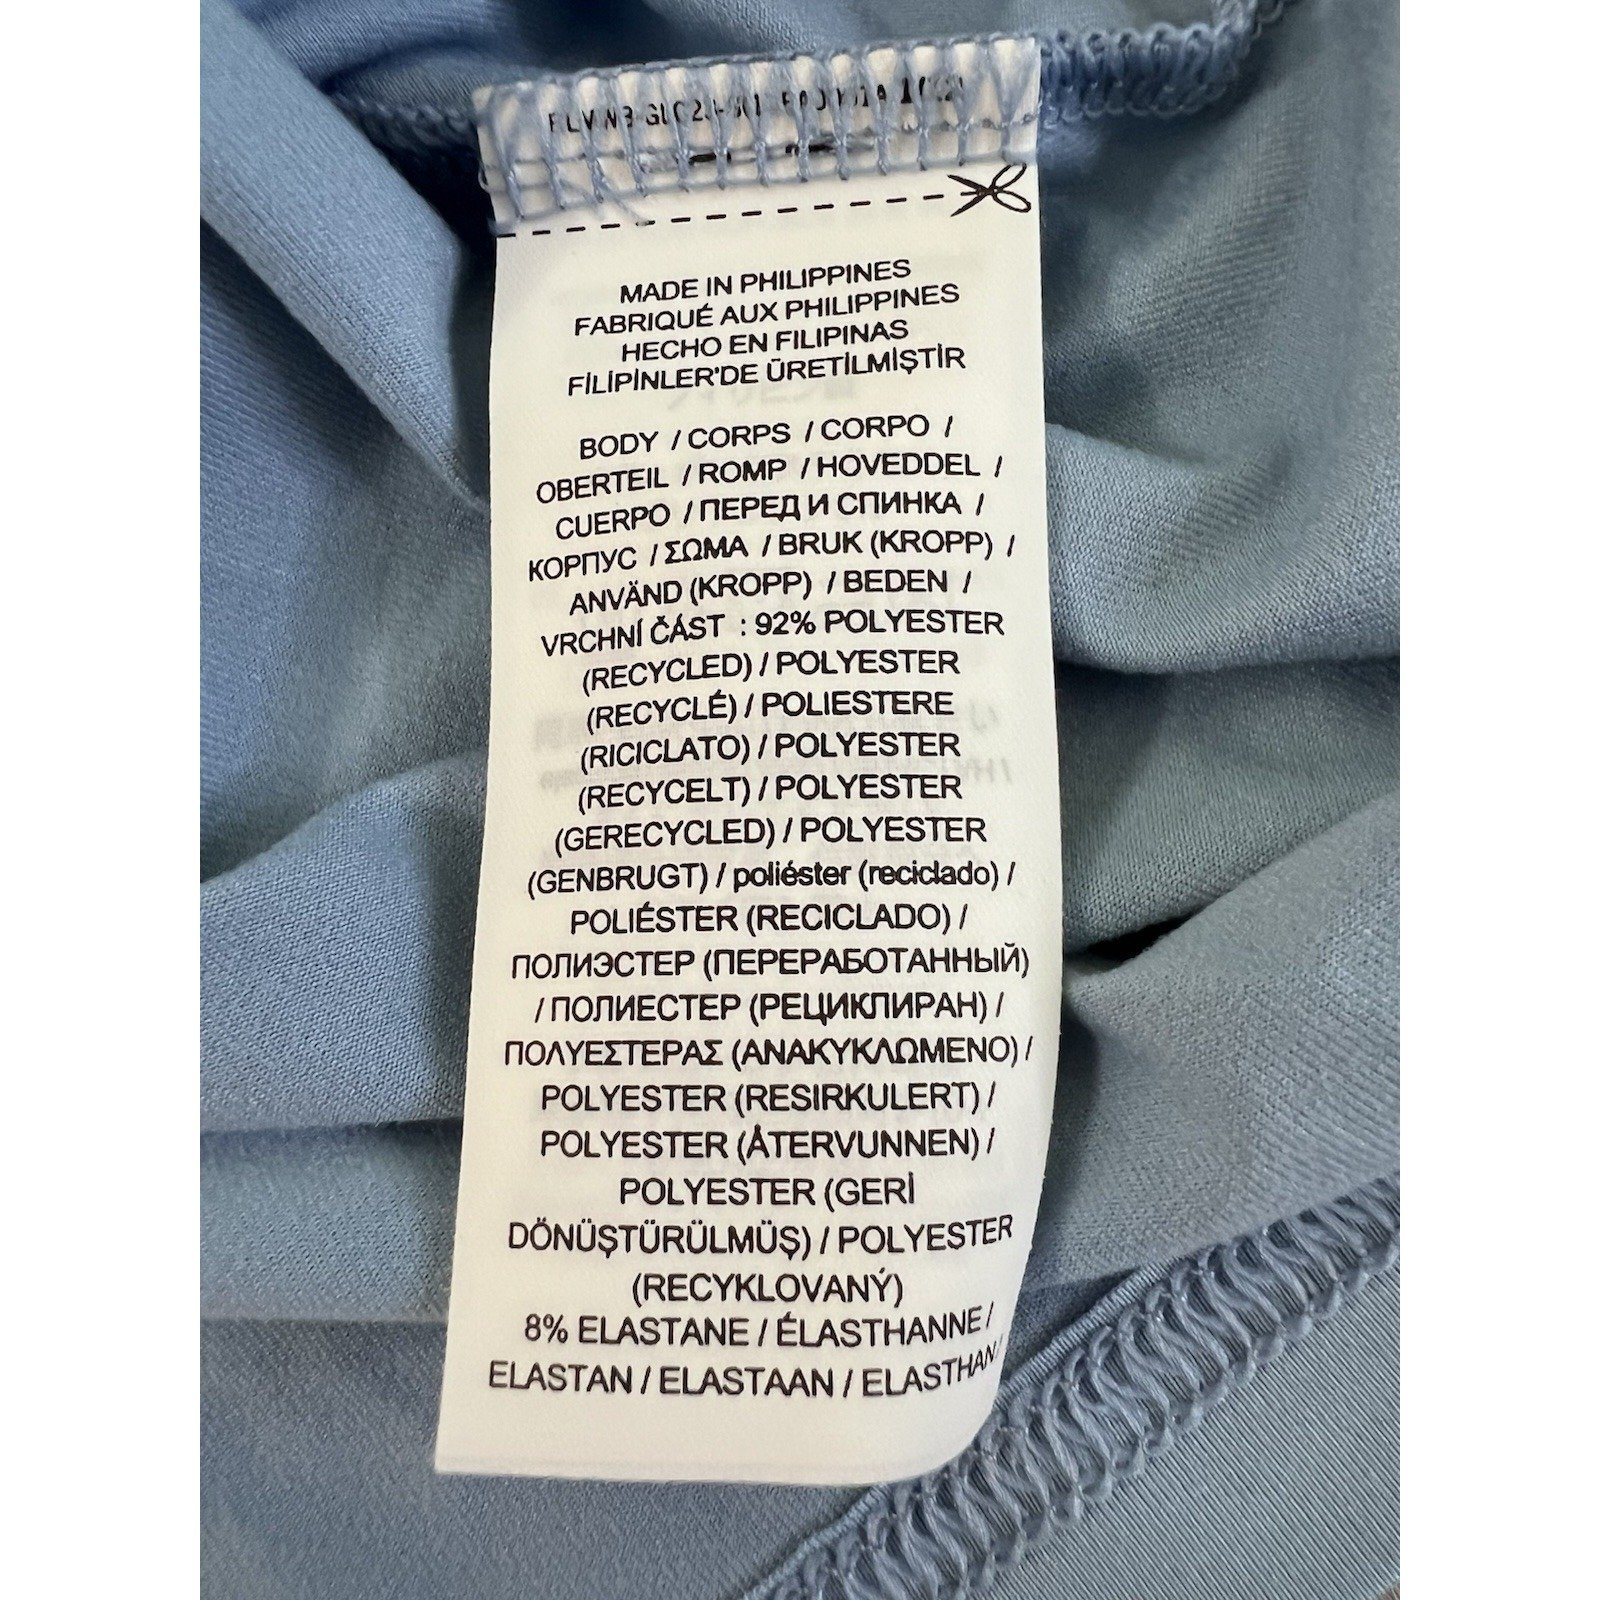 MADE IN PHILIPPINES
FABRIQUÉ AUX PHILIPPINES
HECHO EN FILIPINAS
FİLİPİNLER'DE ÜRETİLMİŞTİR
BODY / CORPS / CORPO /
OBERTEIL / ROMP / HOVEDDEL /
CUERPO / ПЕРЕД И СПИНКА /
КОРПУС / ΣΩΜΑ / BRUK (KROPP) /
ANVÄND (KROPP) / BEDEN /
VRCHNÍ ČÁST : 92% POLYESTER
(RECYCLED) / POLYESTER
(RECYCLÉ) / POLIESTERE
(RICICLATO) / POLYESTER
(RECYCELT) / POLYESTER
(GERECYCLED) / POLYESTER
(GENBRUGT) / poliéster (reciclado) /
POLIÉSTER (RECICLADO) /
ПОЛИЭСТЕР (ПЕРЕРАБОТАННЫЙ)
/ ПОЛИЕСТЕР (РЕЦИКЛИРАН) /
ΠΟΛΥΕΣΤΕΡΑΣ (ΑΝΑΚΥΚΛΩΜΕΝΟ) /
POLYESTER (RESIRKULERT) /
POLYESTER (ÅTERVUNNEN) /
POLYESTER (GERİ
DÖNÜŞTÜRÜLMÜŞ) / POLYESTER
(RECYKLOVANÝ)
8% ELASTANE / ÉLASTHANNE /
ELASTAN / ELASTAAN / ELASTHAN /